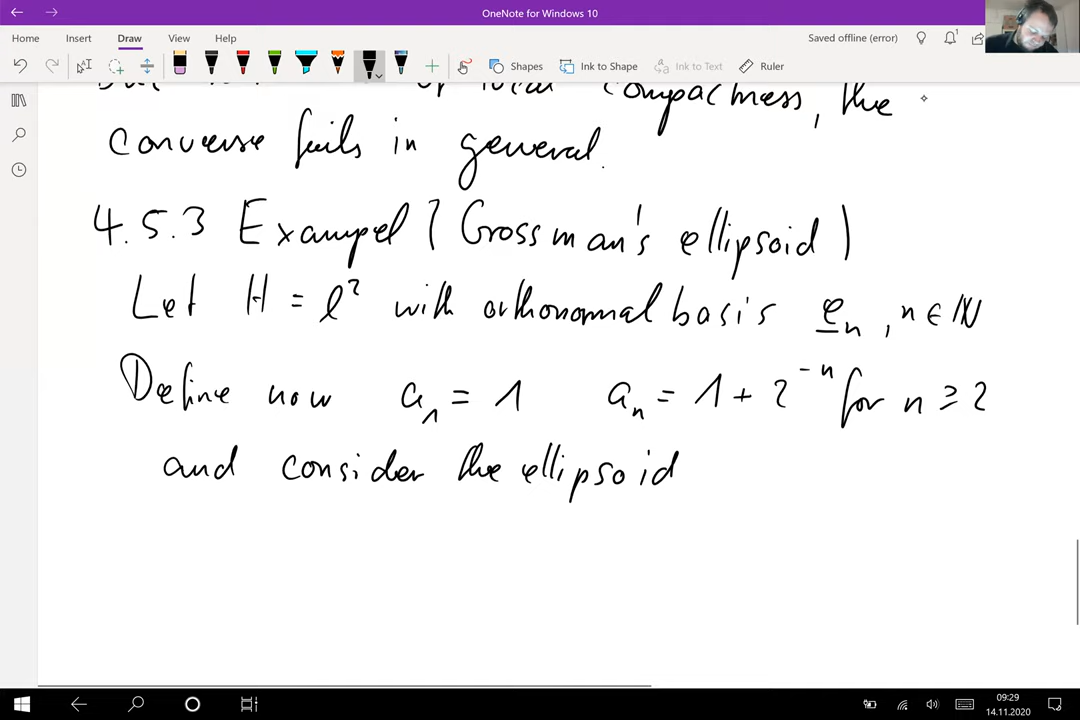 OneNote for Windows 10
Home Insert Draw View Help Saved offline (error)
Shapes Ink to Shape Ink to Text Ruler
compactness, the
converse fails in general.
4.5.3 Exampel (Grossman's ellipsoid)
Let H = ℓ² with orthonormal basis e̲ₙ, n ∈ ℕ
Define now a₁ = 1 aₙ = 1 + 2⁻ⁿ for n ≥ 2
and consider the ellipsoid
09:29
14.11.2020